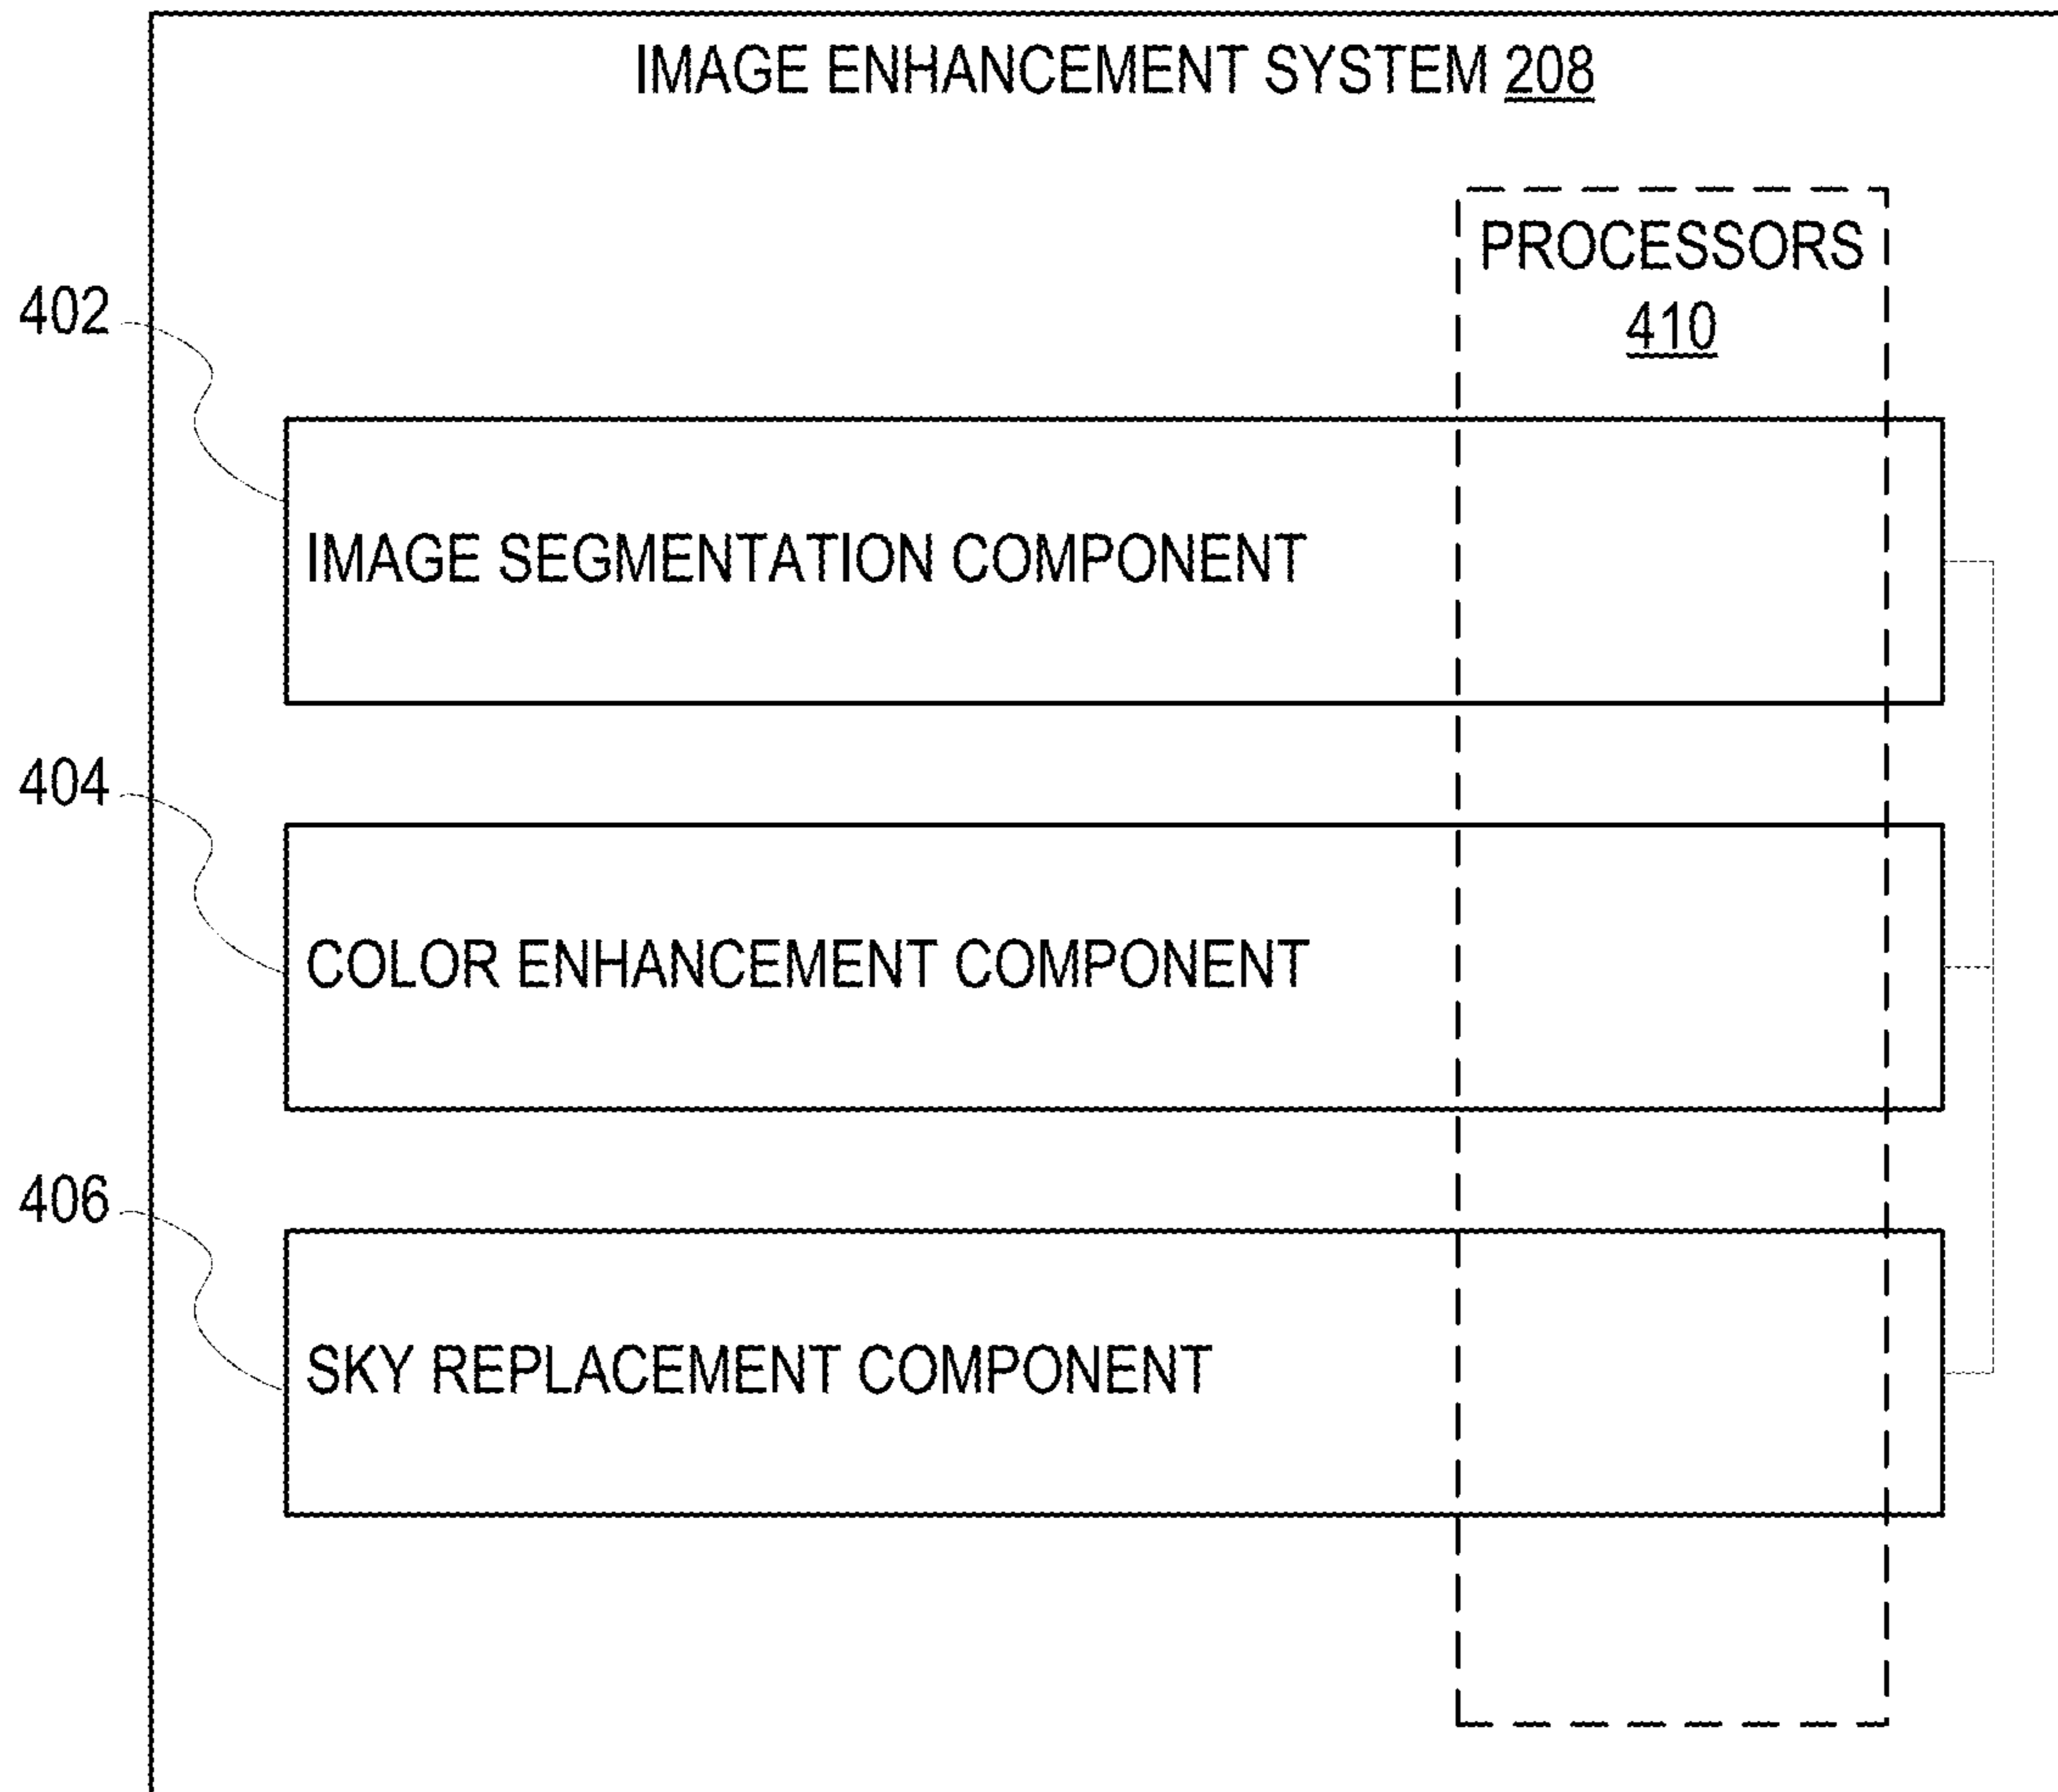 IMAGE ENHANCEMENT SYSTEM 208
PROCESSORS
410
402
IMAGE SEGMENTATION COMPONENT
404
COLOR ENHANCEMENT COMPONENT
406
SKY REPLACEMENT COMPONENT